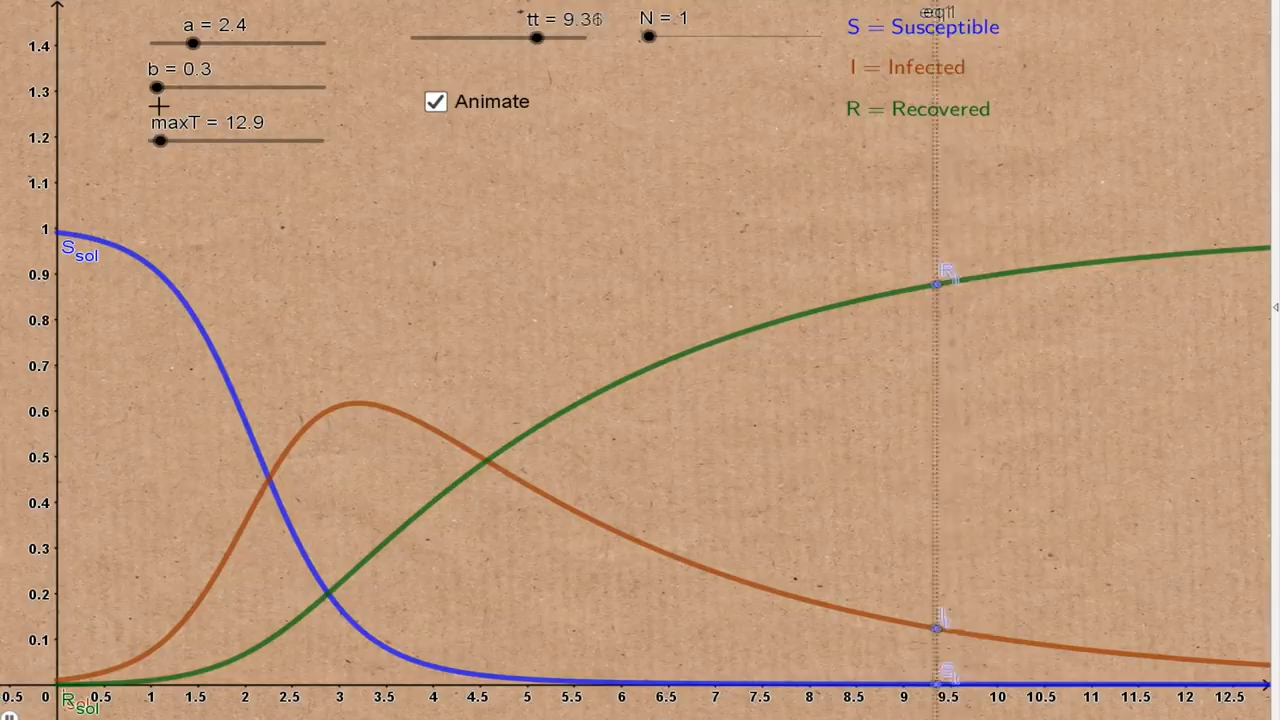 a = 2.4
tt = 9.36
N = 1
eq1
S = Susceptible
b = 0.3
I = Infected
Animate
R = Recovered
maxT = 12.9
1.4
1.3
1.2
1.1
1
0.9
0.8
0.7
0.6
0.5
0.4
0.3
0.2
0.1
S_sol
R
I
S
0.5 0 0.5 1 1.5 2 2.5 3 3.5 4 4.5 5 5.5 6 6.5 7 7.5 8 8.5 9 9.5 10 10.5 11 11.5 12 12.5
R_sol